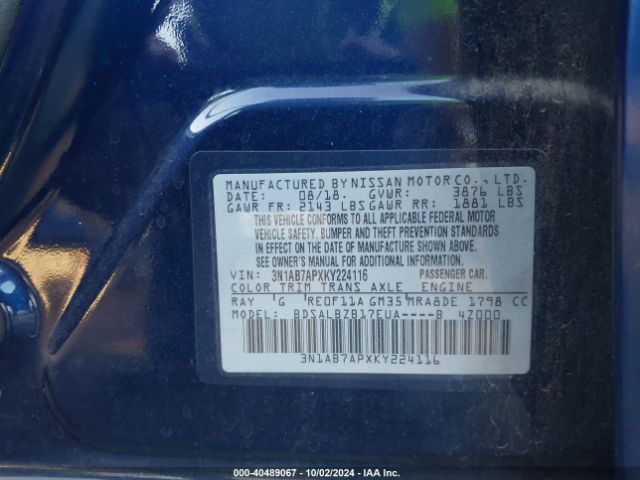 MANUFACTURED BY NISSAN MOTOR CO., LTD.
DATE: 08/18. GVWR: 3876 LBS
GAWR FR: 2143 LBS GAWR RR: 1881 LBS
THIS VEHICLE CONFORMS TO ALL APPLICABLE FEDERAL MOTOR
VEHICLE SAFETY, BUMPER AND THEFT PREVENTION STANDARDS
IN EFFECT ON THE DATE OF MANUFACTURE SHOWN ABOVE.
SEE OWNER'S MANUAL FOR ADDITIONAL INFORMATION.
VIN: 3N1AB7APXKY224116 PASSENGER CAR.
COLOR TRIM TRANS AXLE ENGINE
RAY G RE0F11A GM35 MRA8DE 1798 CC
MODEL: BDSALBZB17EUA----B 4Z000
3N1AB7APXKY224116
000-40489067 - 10/02/2024 - IAA Inc.